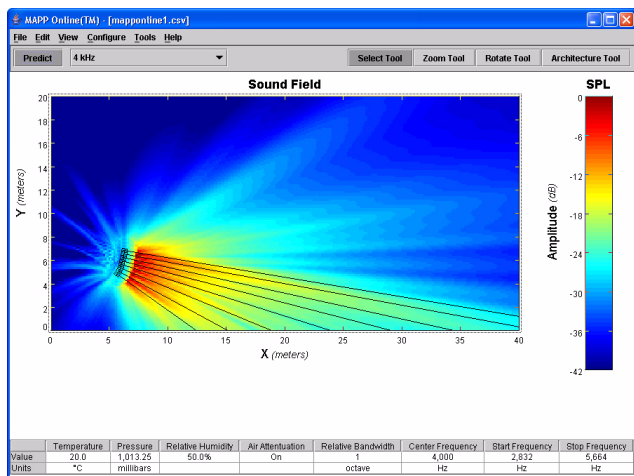 MAPP Online(TM) - [mapponline1.csv]
File Edit View Configure Tools Help
Predict 4 kHz Select Tool Zoom Tool Rotate Tool Architecture Tool
Sound Field
SPL
20
18
16
14
12
10
8
6
4
2
0
Y (meters)
0 5 10 15 20 25 30 35 40
X (meters)
0
-6
-12
-18
-24
-30
-36
-42
Amplitude (dB)
Temperature Pressure Relative Humidity Air Attentuation Relative Bandwidth Center Frequency Start Frequency Stop Frequency
Value 20.0 1,013.25 50.0% On 1 4,000 2,832 5,664
Units °C millibars octave Hz Hz Hz